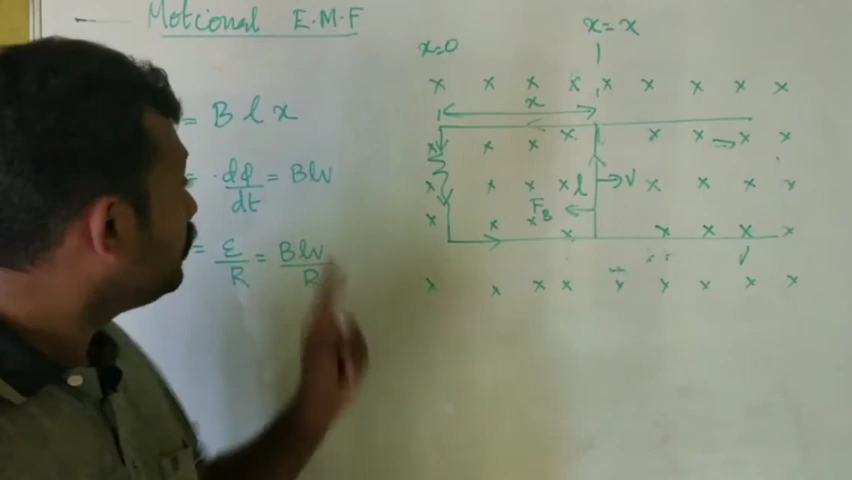 Motional E.M.F
x=0
x=x
x
= B l x
= dφ/dt = Blv
= ε/R = Blv/R
l
V
F_B